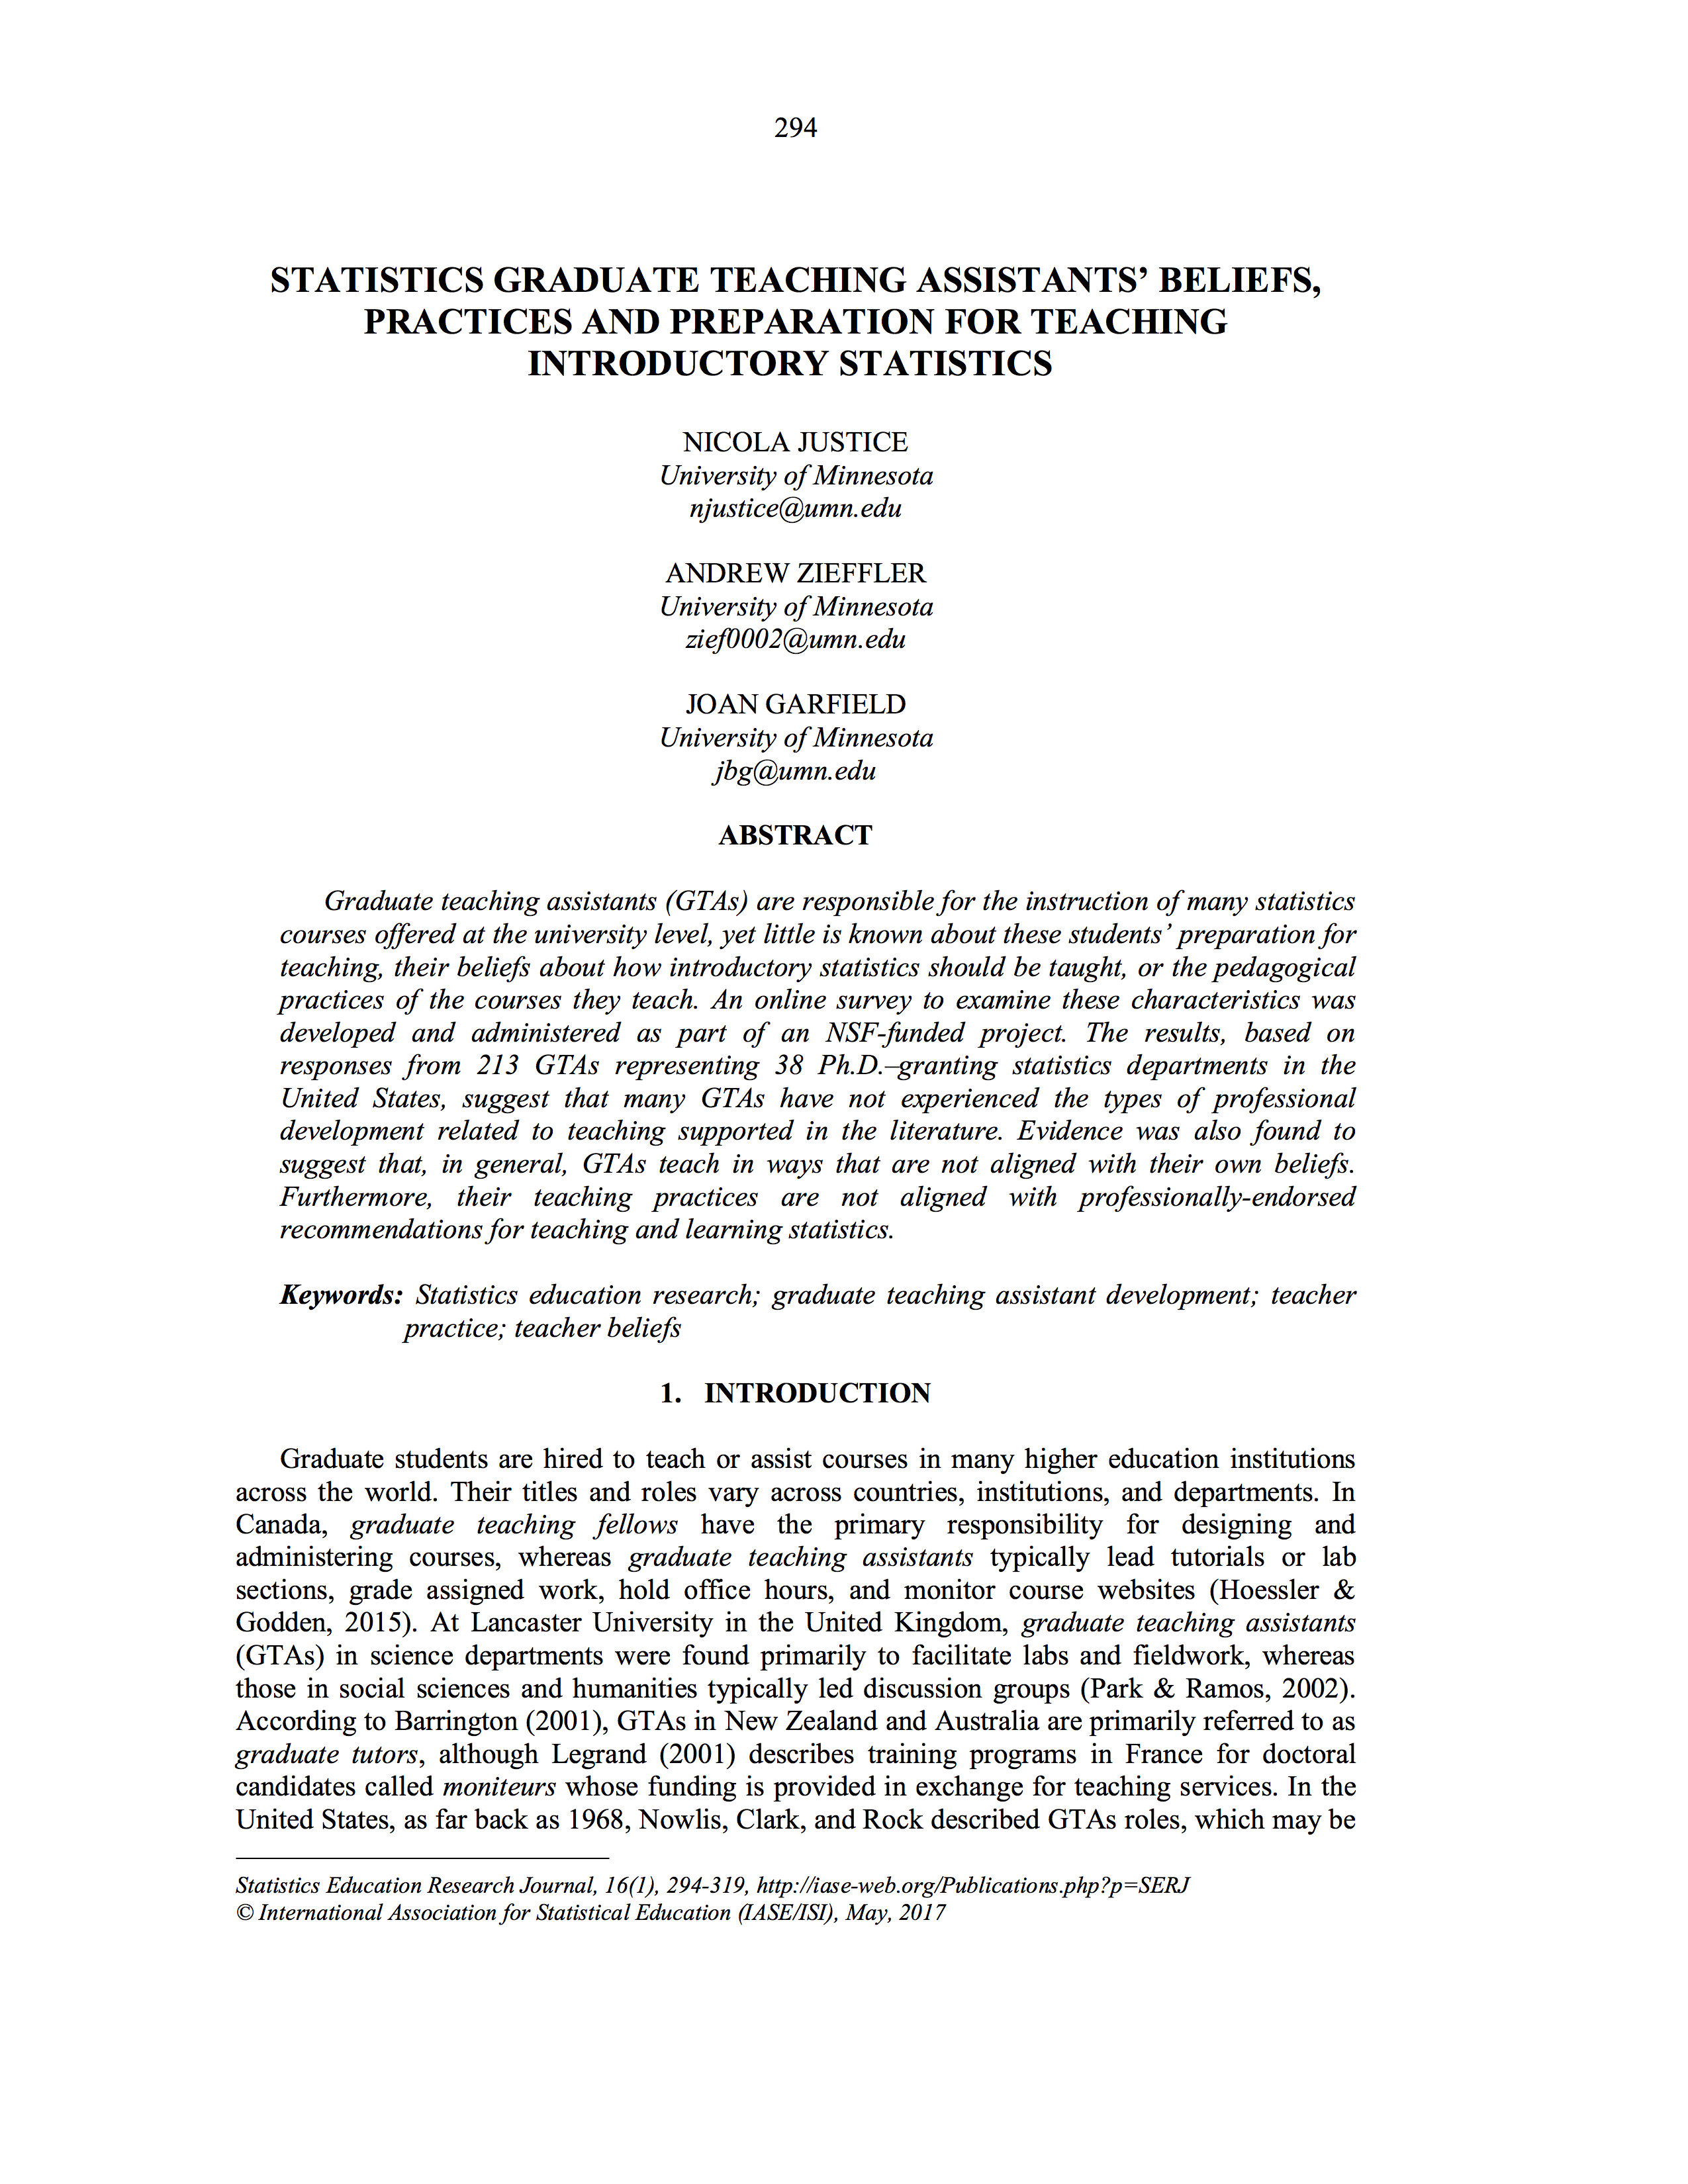 294
STATISTICS GRADUATE TEACHING ASSISTANTS’ BELIEFS,
PRACTICES AND PREPARATION FOR TEACHING
INTRODUCTORY STATISTICS
NICOLA JUSTICE
University of Minnesota
njustice@umn.edu
ANDREW ZIEFFLER
University of Minnesota
zief0002@umn.edu
JOAN GARFIELD
University of Minnesota
jbg@umn.edu
ABSTRACT
Graduate teaching assistants (GTAs) are responsible for the instruction of many statistics
courses offered at the university level, yet little is known about these students’ preparation for
teaching, their beliefs about how introductory statistics should be taught, or the pedagogical
practices of the courses they teach. An online survey to examine these characteristics was
developed and administered as part of an NSF-funded project. The results, based on
responses from 213 GTAs representing 38 Ph.D.–granting statistics departments in the
United States, suggest that many GTAs have not experienced the types of professional
development related to teaching supported in the literature. Evidence was also found to
suggest that, in general, GTAs teach in ways that are not aligned with their own beliefs.
Furthermore, their teaching practices are not aligned with professionally-endorsed
recommendations for teaching and learning statistics.
Keywords: Statistics education research; graduate teaching assistant development; teacher
practice; teacher beliefs
1. INTRODUCTION
Graduate students are hired to teach or assist courses in many higher education institutions
across the world. Their titles and roles vary across countries, institutions, and departments. In
Canada, graduate teaching fellows have the primary responsibility for designing and
administering courses, whereas graduate teaching assistants typically lead tutorials or lab
sections, grade assigned work, hold office hours, and monitor course websites (Hoessler &
Godden, 2015). At Lancaster University in the United Kingdom, graduate teaching assistants
(GTAs) in science departments were found primarily to facilitate labs and fieldwork, whereas
those in social sciences and humanities typically led discussion groups (Park & Ramos, 2002).
According to Barrington (2001), GTAs in New Zealand and Australia are primarily referred to as
graduate tutors, although Legrand (2001) describes training programs in France for doctoral
candidates called moniteurs whose funding is provided in exchange for teaching services. In the
United States, as far back as 1968, Nowlis, Clark, and Rock described GTAs roles, which may be
Statistics Education Research Journal, 16(1), 294-319, http://iase-web.org/Publications.php?p=SERJ
© International Association for Statistical Education (IASE/ISI), May, 2017